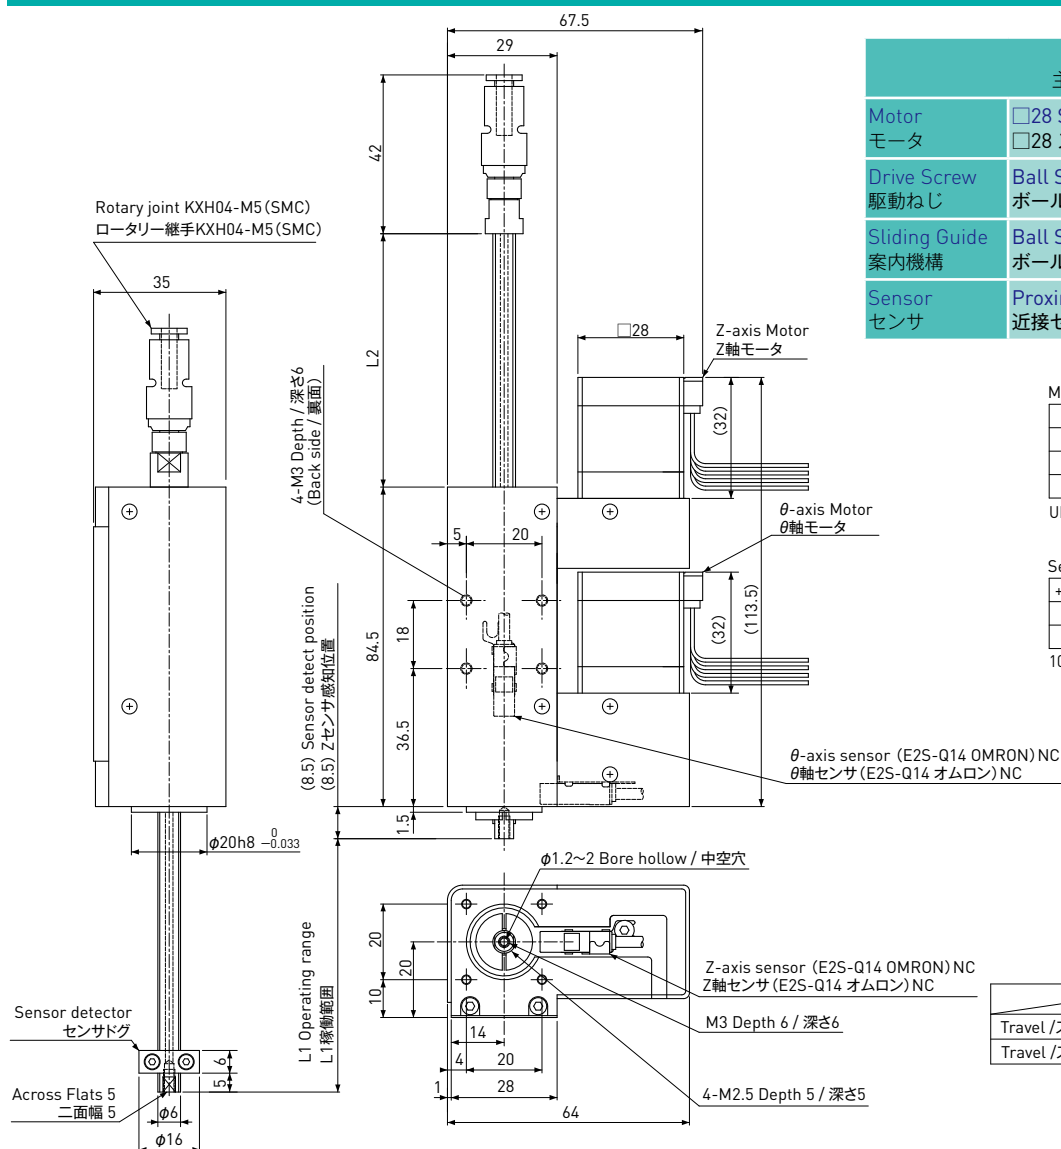 67.5
29
42
L2
84.5
Rotary joint KXH04-M5(SMC)
ロータリー継手KXH04-M5(SMC)
35
4-M3 Depth / 深さ6
(Back side / 裏面)
□28
Z-axis Motor
Z軸モータ
(32)
θ-axis Motor
θ軸モータ
(32)
(113.5)
5
20
18
36.5
1.5
(8.5) Sensor detect position
(8.5) Zセンサ感知位置
φ20h8 0 −0.033
θ-axis sensor (E2S-Q14 OMRON) NC
θ軸センサ(E2S-Q14 オムロン) NC
φ1.2~2 Bore hollow / 中空穴
L1 Operating range
L1稼働範囲
20
20
10
Z-axis sensor (E2S-Q14 OMRON) NC
Z軸センサ(E2S-Q14 オムロン) NC
M3 Depth 6 / 深さ6
4-M2.5 Depth 5 / 深さ5
14
4
20
1
28
64
Sensor detector
センサドグ
6
5
Across Flats 5
二面幅 5
φ6
φ16
主
Motor
モータ
□28
□28
Drive Screw
駆動ねじ
Ball S
ボール
Sliding Guide
案内機構
Ball S
ボール
Sensor
センサ
Proxi
近接セ
M
U
Se
+
10
Travel /
Travel /